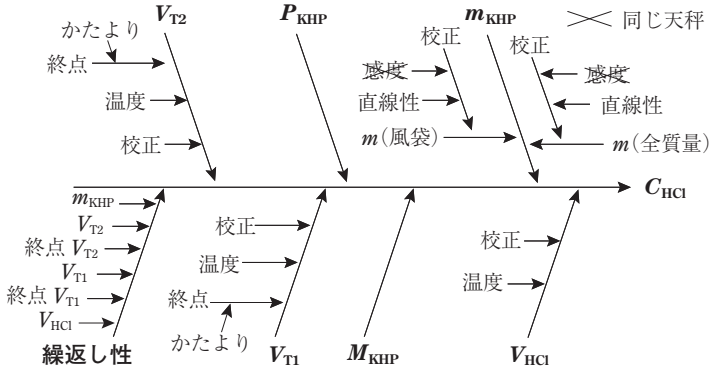 V_T2
P_KHP
m_KHP
同じ天秤
かたより
終点
温度
校正
校正
感度
直線性
m(風袋)
校正
感度
直線性
m(全質量)
C_HCl
m_KHP
V_T2
終点 V_T2
V_T1
終点 V_T1
V_HCl
繰返し性
校正
温度
終点
かたより
V_T1
M_KHP
校正
温度
V_HCl